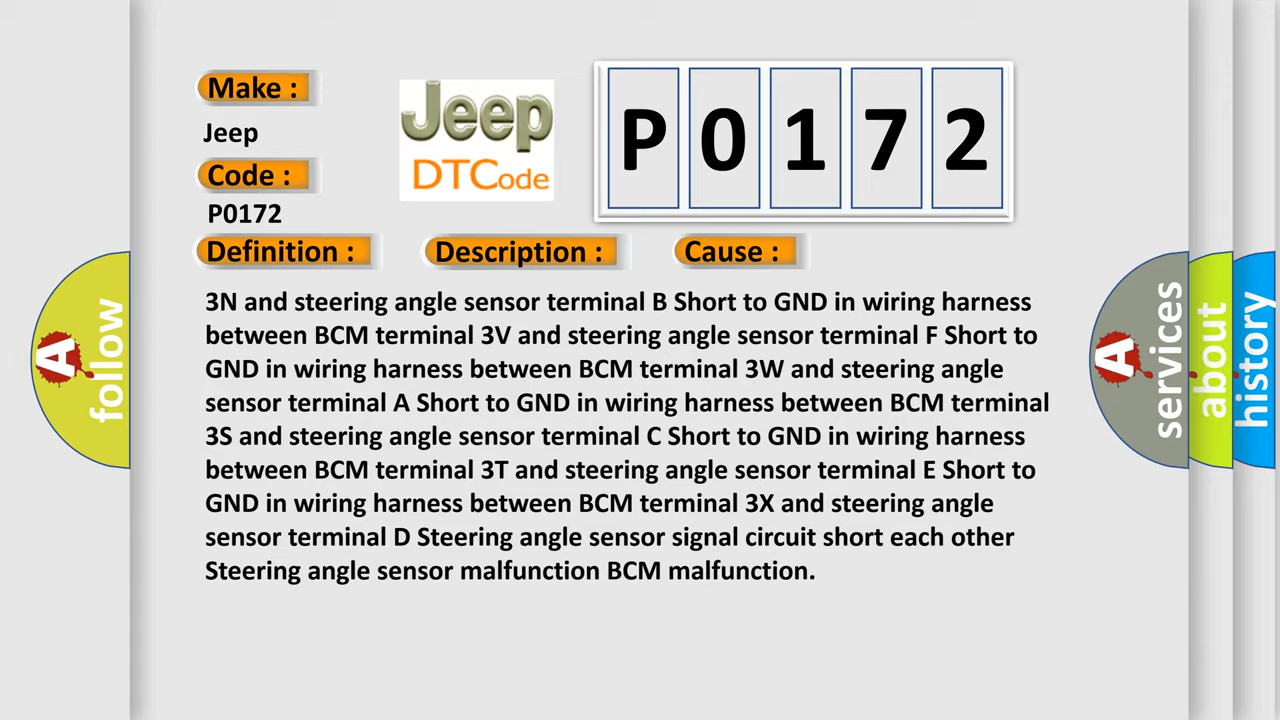 Make :
Jeep
Code :
P0172
Jeep
DTCode
P0172
Definition :
Description :
Cause :
3N and steering angle sensor terminal B Short to GND in wiring harness
between BCM terminal 3V and steering angle sensor terminal F Short to
GND in wiring harness between BCM terminal 3W and steering angle
sensor terminal A Short to GND in wiring harness between BCM terminal
3S and steering angle sensor terminal C Short to GND in wiring harness
between BCM terminal 3T and steering angle sensor terminal E Short to
GND in wiring harness between BCM terminal 3X and steering angle
sensor terminal D Steering angle sensor signal circuit short each other
Steering angle sensor malfunction BCM malfunction.
A
follow
A
services
about
history